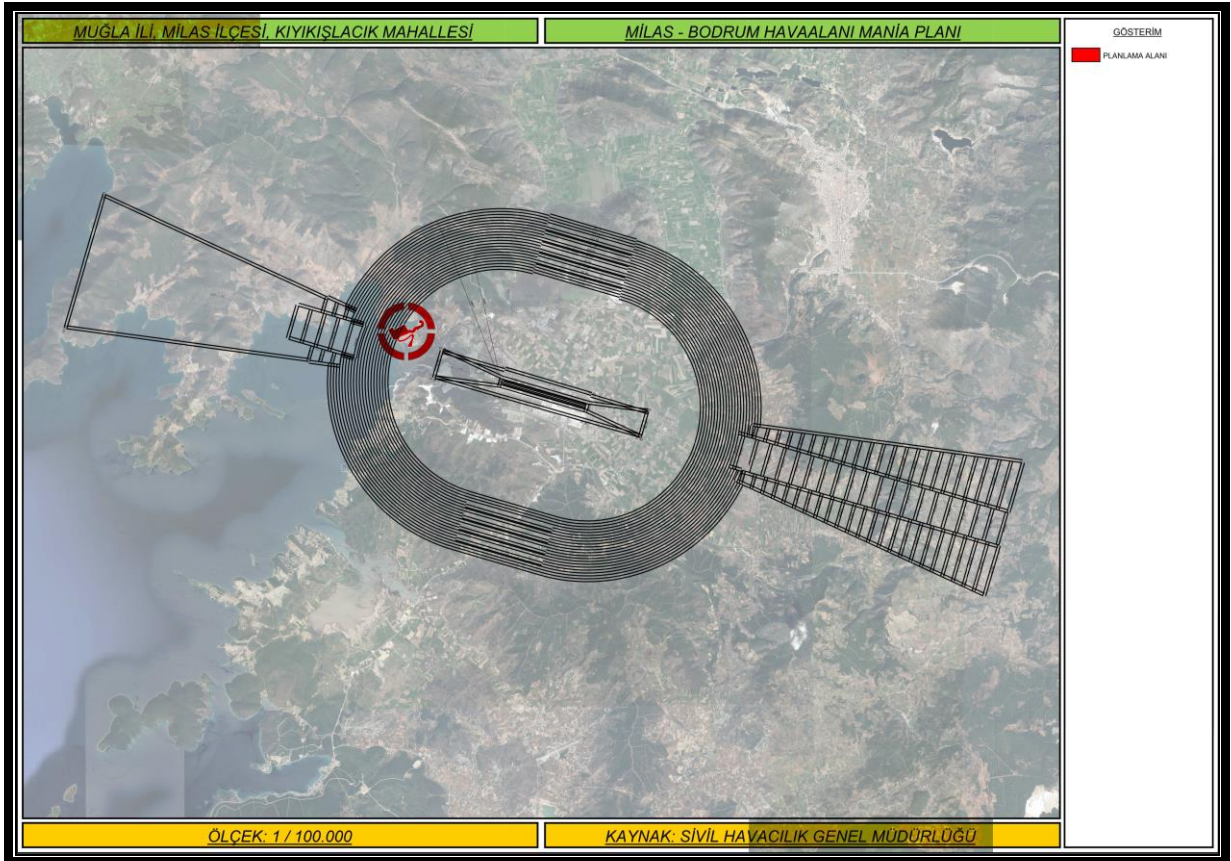 MUĞLA İLİ, MİLAS İLÇESİ, KIYIKIŞLACIK MAHALLESİ
MİLAS - BODRUM HAVAALANI MANİA PLANI
GÖSTERİM
PLANLAMA ALANI
ÖLÇEK: 1 / 100.000
KAYNAK: SİVİL HAVACILIK GENEL MÜDÜRLÜĞÜ